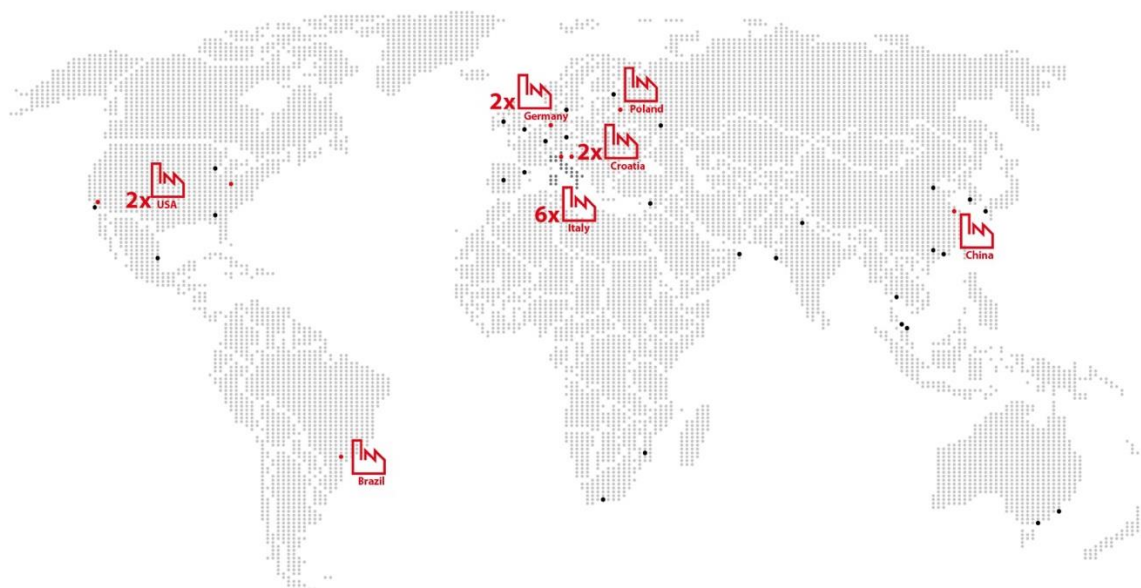 2x
Germany
Poland
2x
Croatia
2x
USA
6x
Italy
China
Brazil